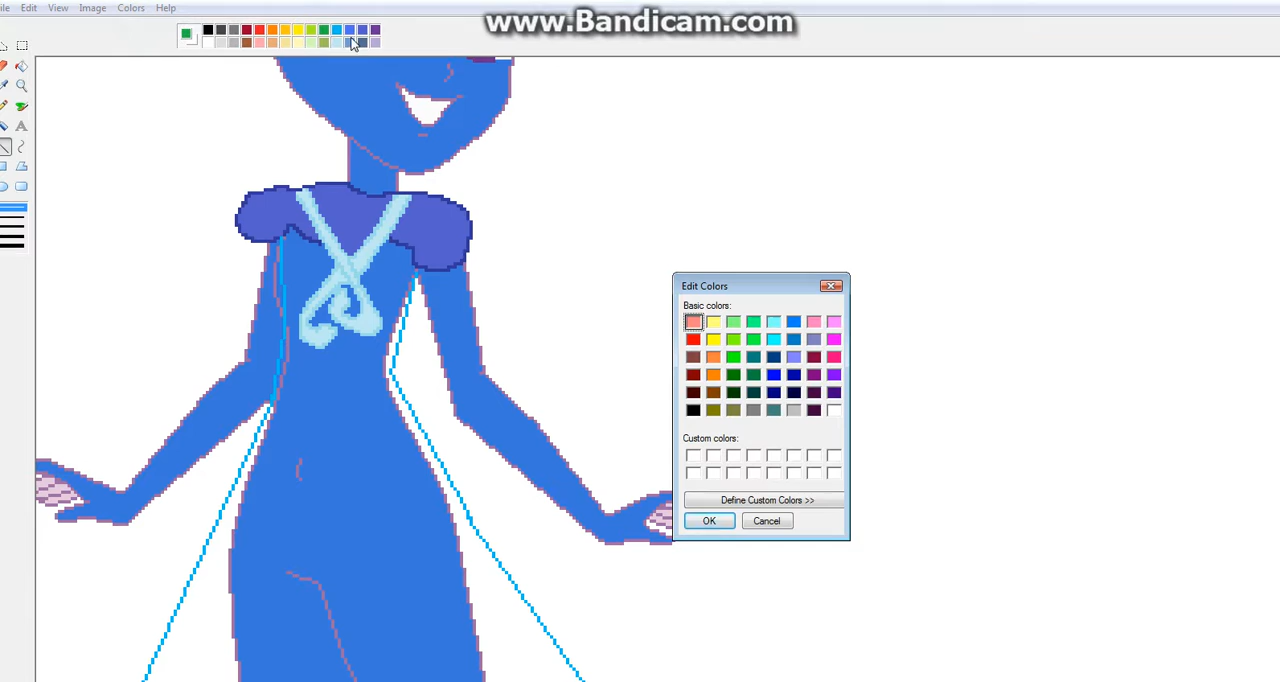 www.Bandicam.com
Edit View Image Colors Help
Edit Colors
Basic colors:
Custom colors:
Define Custom Colors >>
OK Cancel
A